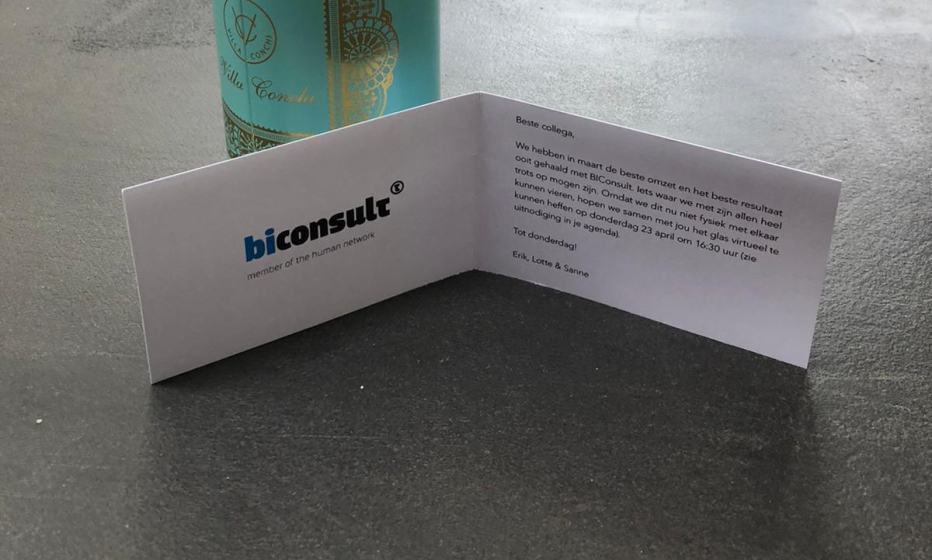 VILLA CONCHI
Villa Conchi
biconsult®
member of the human network
Beste collega,
We hebben in maart de beste omzet en het beste resultaat
ooit gehaald met BIConsult. Iets waar we met zijn allen heel
trots op mogen zijn. Omdat we dit nu niet fysiek met elkaar
kunnen vieren, hopen we samen met jou het glas virtueel te
kunnen heffen op donderdag 23 april om 16:30 uur (zie
uitnodiging in je agenda).
Tot donderdag!
Erik, Lotte & Sanne